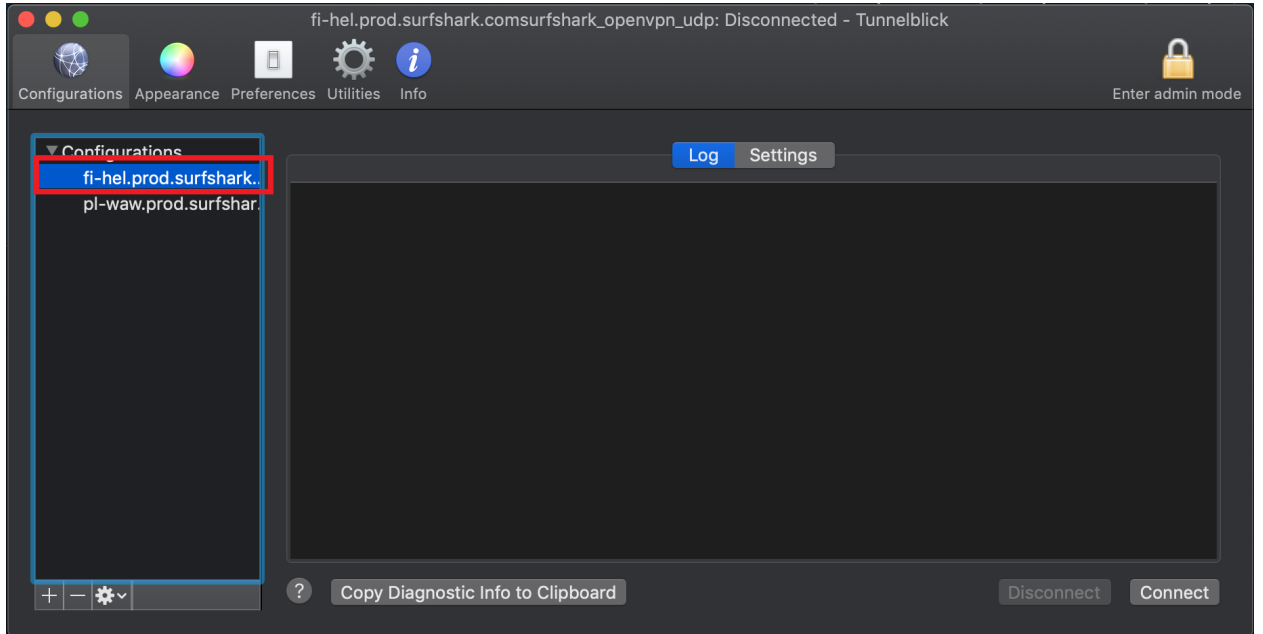 fi-hel.prod.surfshark.comsurfshark_openvpn_udp: Disconnected - Tunnelblick
Configurations Appearance Preferences Utilities Info Enter admin mode
Configurations
Log Settings
fi-hel.prod.surfshark..
pl-waw.prod.surfshar.
? Copy Diagnostic Info to Clipboard Disconnect Connect